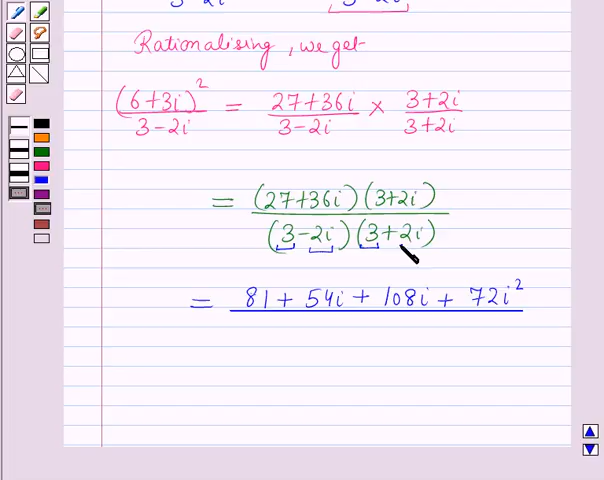 Rationalising, we get
(6+3i)² / 3-2i = 27+36i / 3-2i × 3+2i / 3+2i
= (27+36i)(3+2i) / (3-2i)(3+2i)
= 81 + 54i + 108i + 72i²